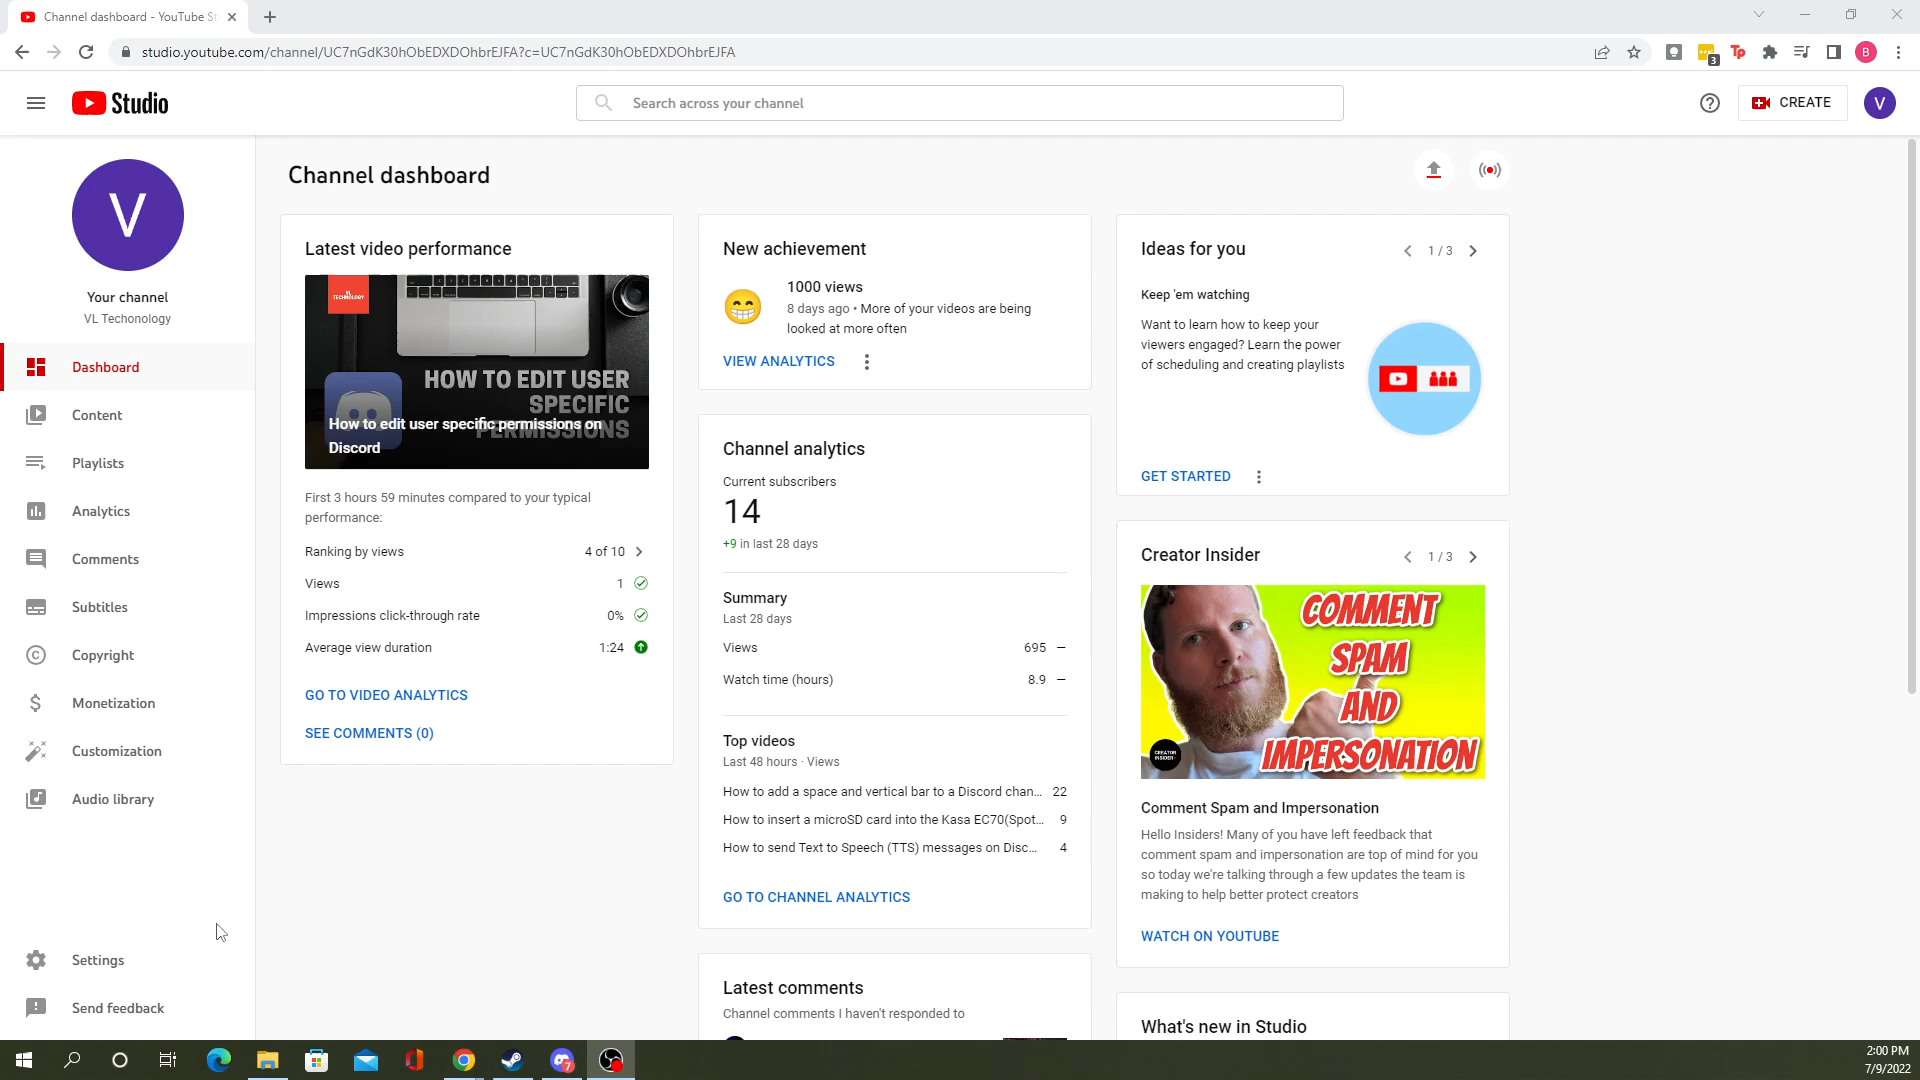 Channel dashboard - YouTube St
studio.youtube.com/channel/UC7nGdK30hObEDXDOhbrEJFA?c=UC7nGdK30hObEDXDOhbrEJFA
3
Tp
B
Studio
Search across your channel
CREATE
V
V
Your channel
VL Techonology
Dashboard
Content
Playlists
Analytics
Comments
Subtitles
Copyright
Monetization
Customization
Audio library
Settings
Send feedback
Channel dashboard
Latest video performance
VL
TECHNOLOGY
HOW TO EDIT USER
SPECIFIC
PERMISSIONS
How to edit user specific permissions on
Discord
First 3 hours 59 minutes compared to your typical
performance:
Ranking by views 4 of 10
Views 1
Impressions click-through rate 0%
Average view duration 1:24
GO TO VIDEO ANALYTICS
SEE COMMENTS (0)
New achievement
1000 views
8 days ago • More of your videos are being
looked at more often
VIEW ANALYTICS
Channel analytics
Current subscribers
14
+9 in last 28 days
Summary
Last 28 days
Views 695 —
Watch time (hours) 8.9 —
Top videos
Last 48 hours · Views
How to add a space and vertical bar to a Discord chan... 22
How to insert a microSD card into the Kasa EC70(Spot... 9
How to send Text to Speech (TTS) messages on Disc... 4
GO TO CHANNEL ANALYTICS
Latest comments
Channel comments I haven't responded to
Ideas for you
1 / 3
Keep 'em watching
Want to learn how to keep your
viewers engaged? Learn the power
of scheduling and creating playlists
GET STARTED
Creator Insider
1 / 3
COMMENT
SPAM
AND
IMPERSONATION
CREATOR
INSIDER
Comment Spam and Impersonation
Hello Insiders! Many of you have left feedback that
comment spam and impersonation are top of mind for you
so today we're talking through a few updates the team is
making to help better protect creators
WATCH ON YOUTUBE
What's new in Studio
7
2:00 PM
7/9/2022